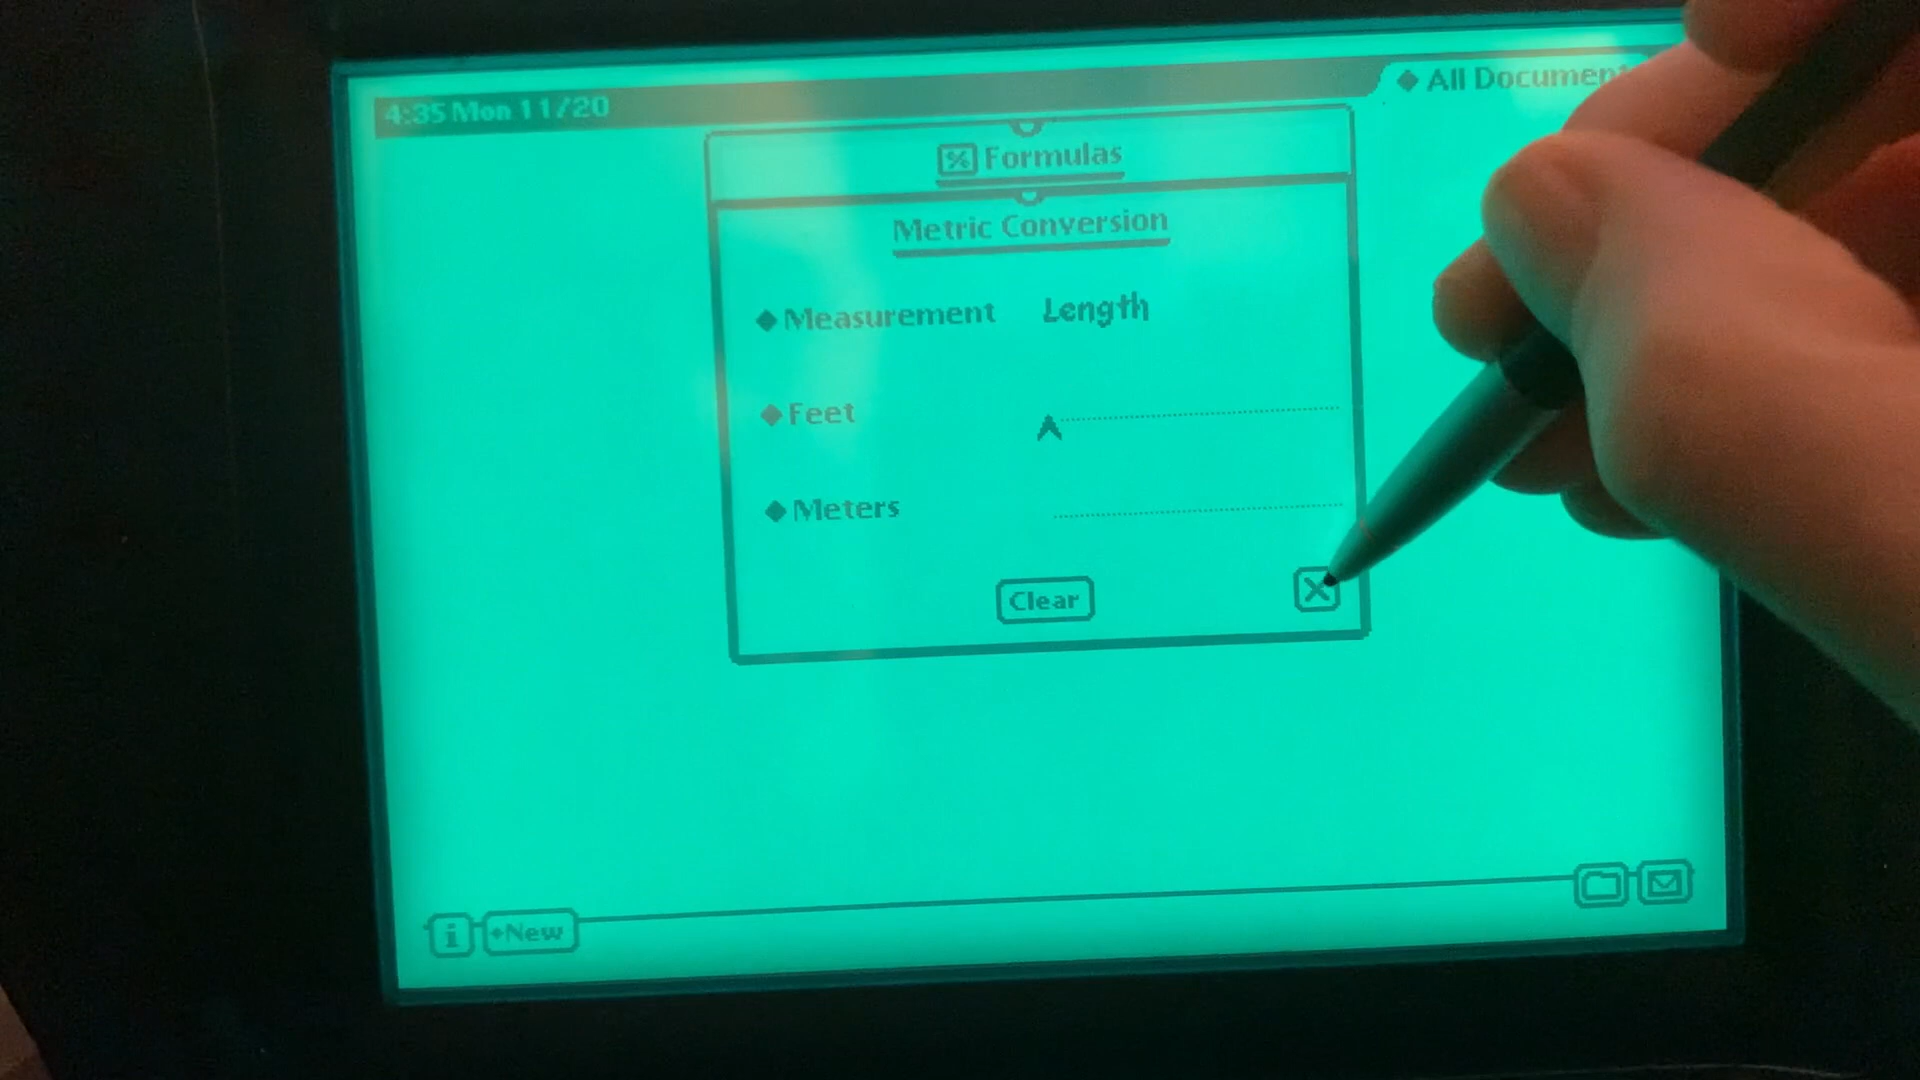 4:35 Mon 11/20
◆ All Documen
Formulas
Metric Conversion
◆ Measurement Length
◆ Feet
◆ Meters
Clear X
i ◆New